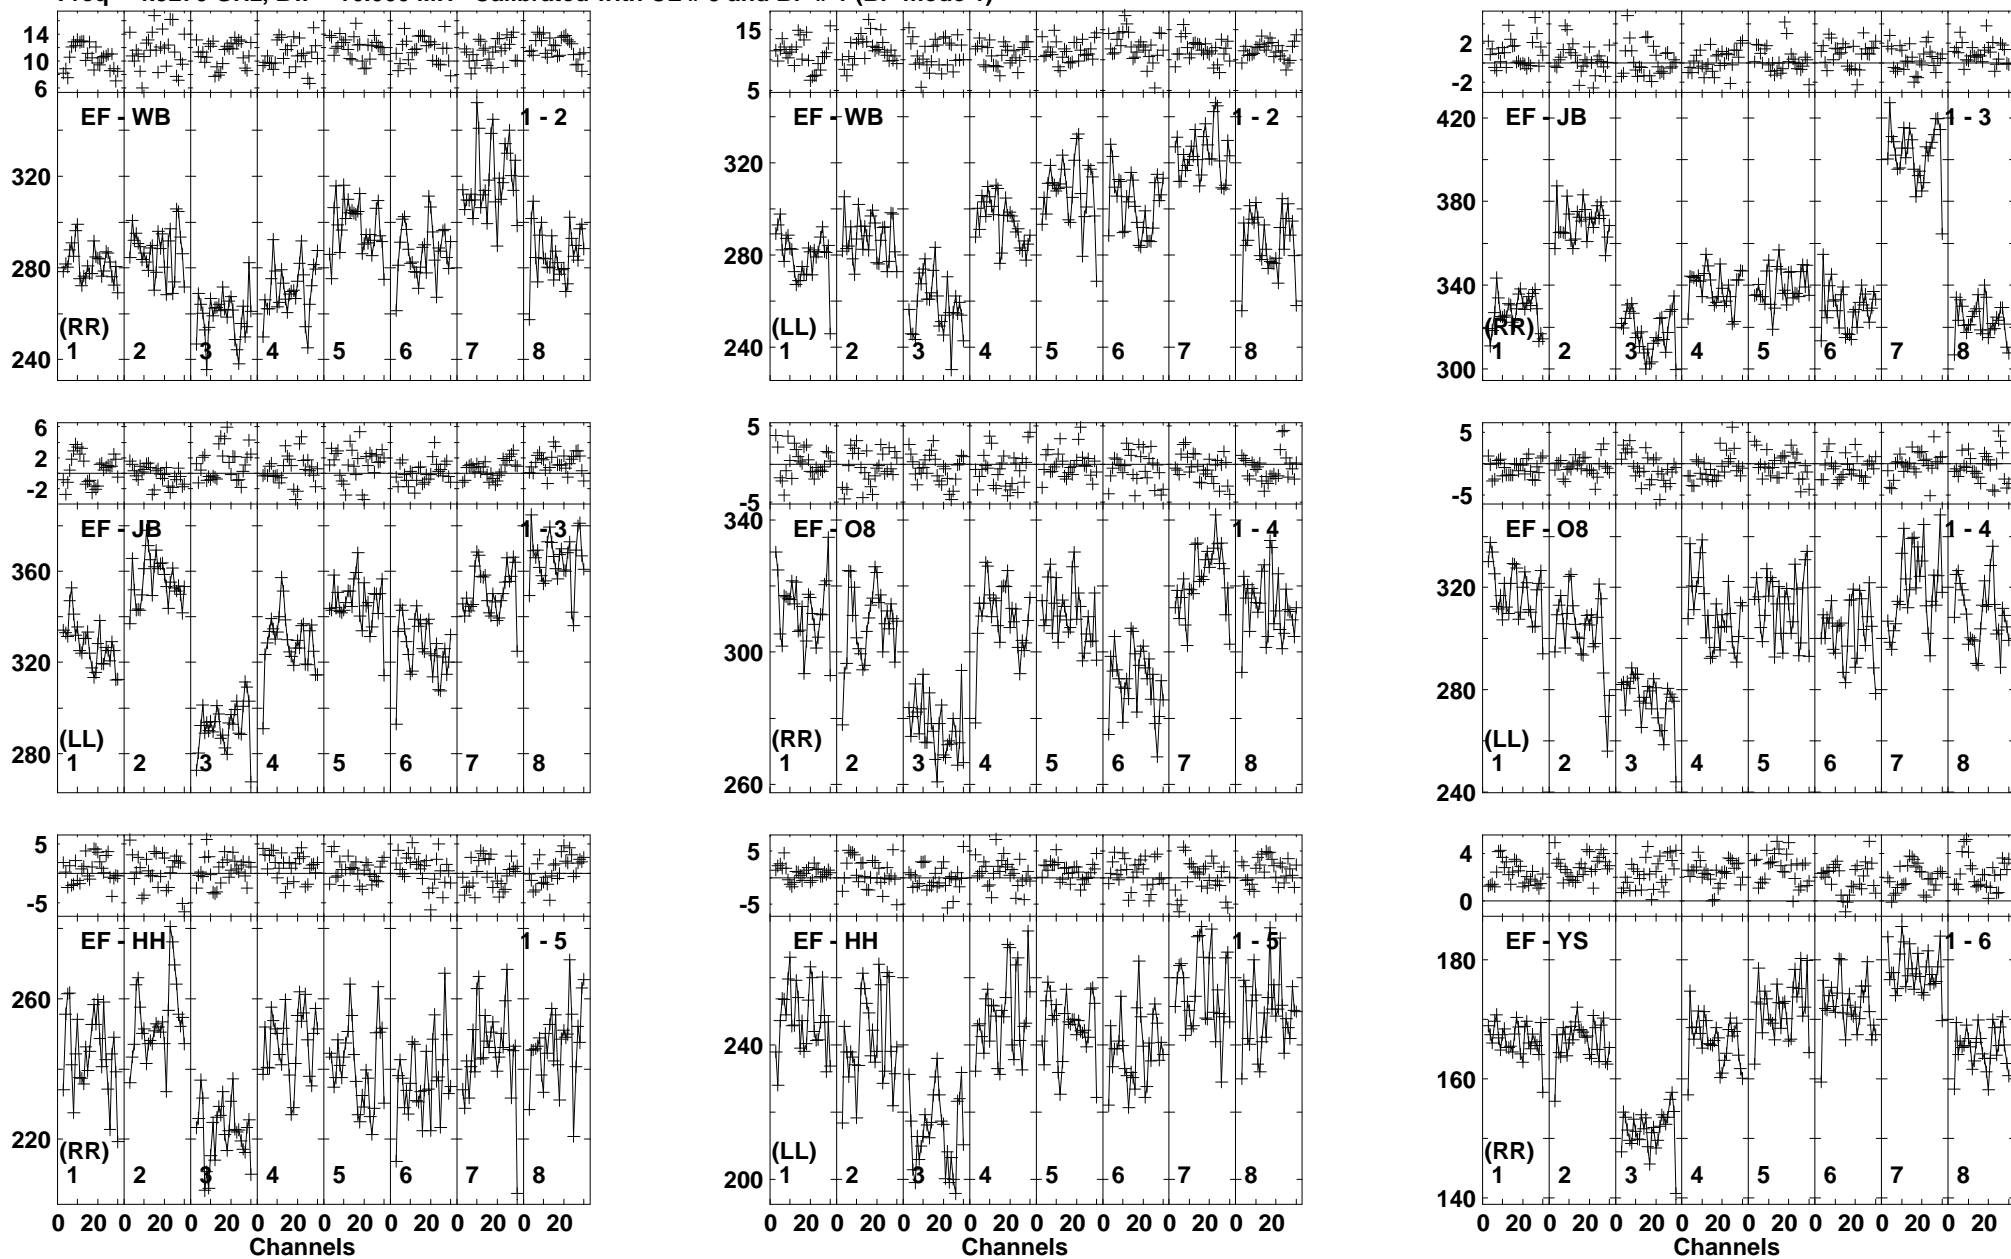 14
10
6
EF - WB 1 - 2
320
280
240
(RR)
1 2 3 4 5 6 7 8
15
5
EF - WB 1 - 2
320
280
240
(LL)
1 2 3 4 5 6 7 8
2
-2
EF - JB 1 - 3
420
380
340
300
(RR)
1 2 3 4 5 6 7 8
6
2
-2
EF - JB 1 - 3
360
320
280
(LL)
1 2 3 4 5 6 7 8
5
-5
EF - O8 1 - 4
340
300
260
(RR)
1 2 3 4 5 6 7 8
5
-5
EF - O8 1 - 4
320
280
240
(LL)
1 2 3 4 5 6 7 8
5
-5
EF - HH 1 - 5
260
220
(RR)
1 2 3 4 5 6 7 8
0 20 0 20 0 20 0 20 0 20 0 20 0 20 0 20
Channels
5
-5
EF - HH 1 - 5
240
200
(LL)
1 2 3 4 5 6 7 8
0 20 0 20 0 20 0 20 0 20 0 20 0 20 0 20
Channels
4
0
EF - YS 1 - 6
180
160
140
(RR)
1 2 3 4 5 6 7 8
0 20 0 20 0 20 0 20 0 20 0 20 0 20 0 20
Channels